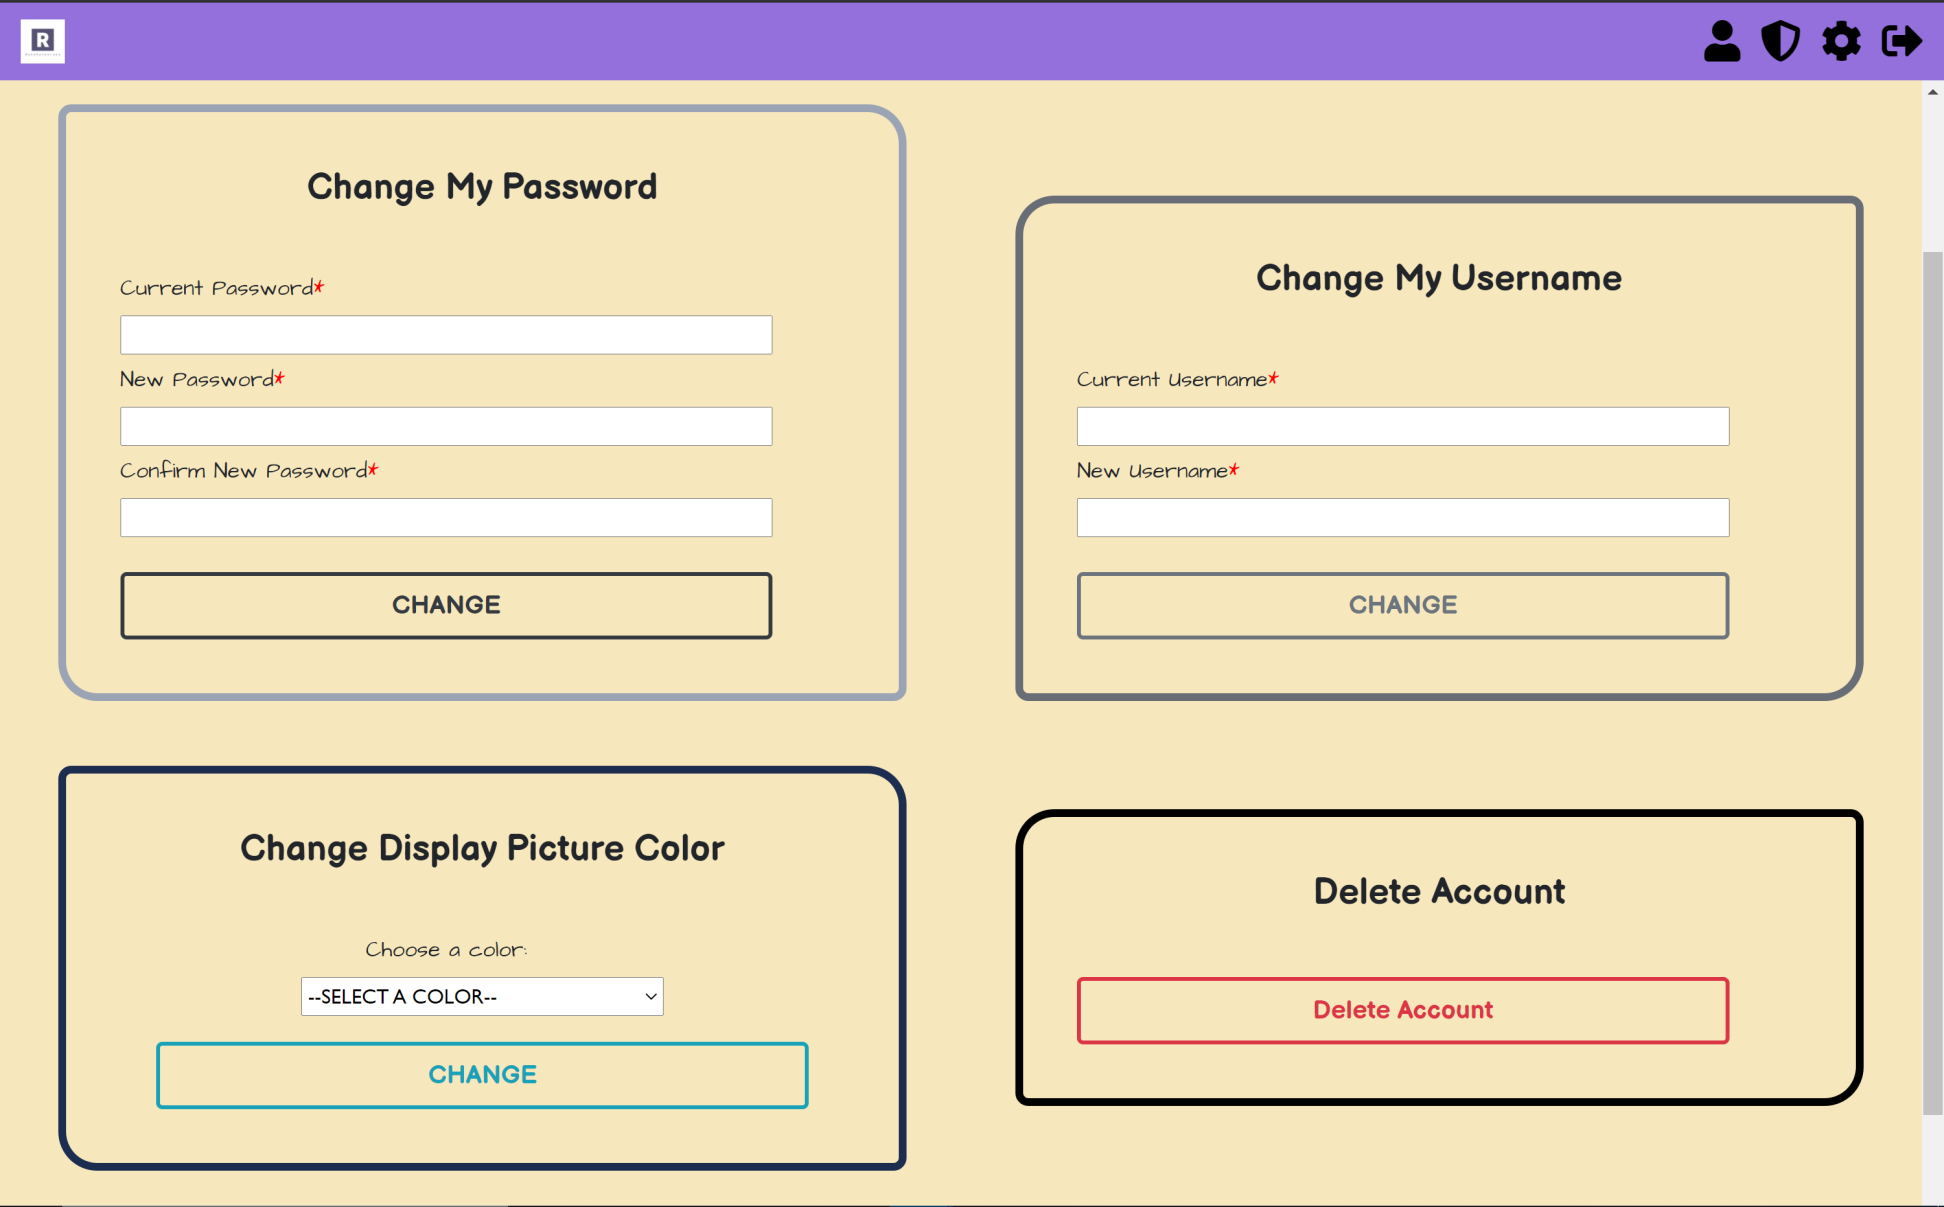 R
Change My Password
Current Password*
New Password*
Confirm New Password*
CHANGE
Change My Username
Current Username*
New Username*
CHANGE
Change Display Picture Color
Choose a color:
--SELECT A COLOR--
CHANGE
Delete Account
Delete Account